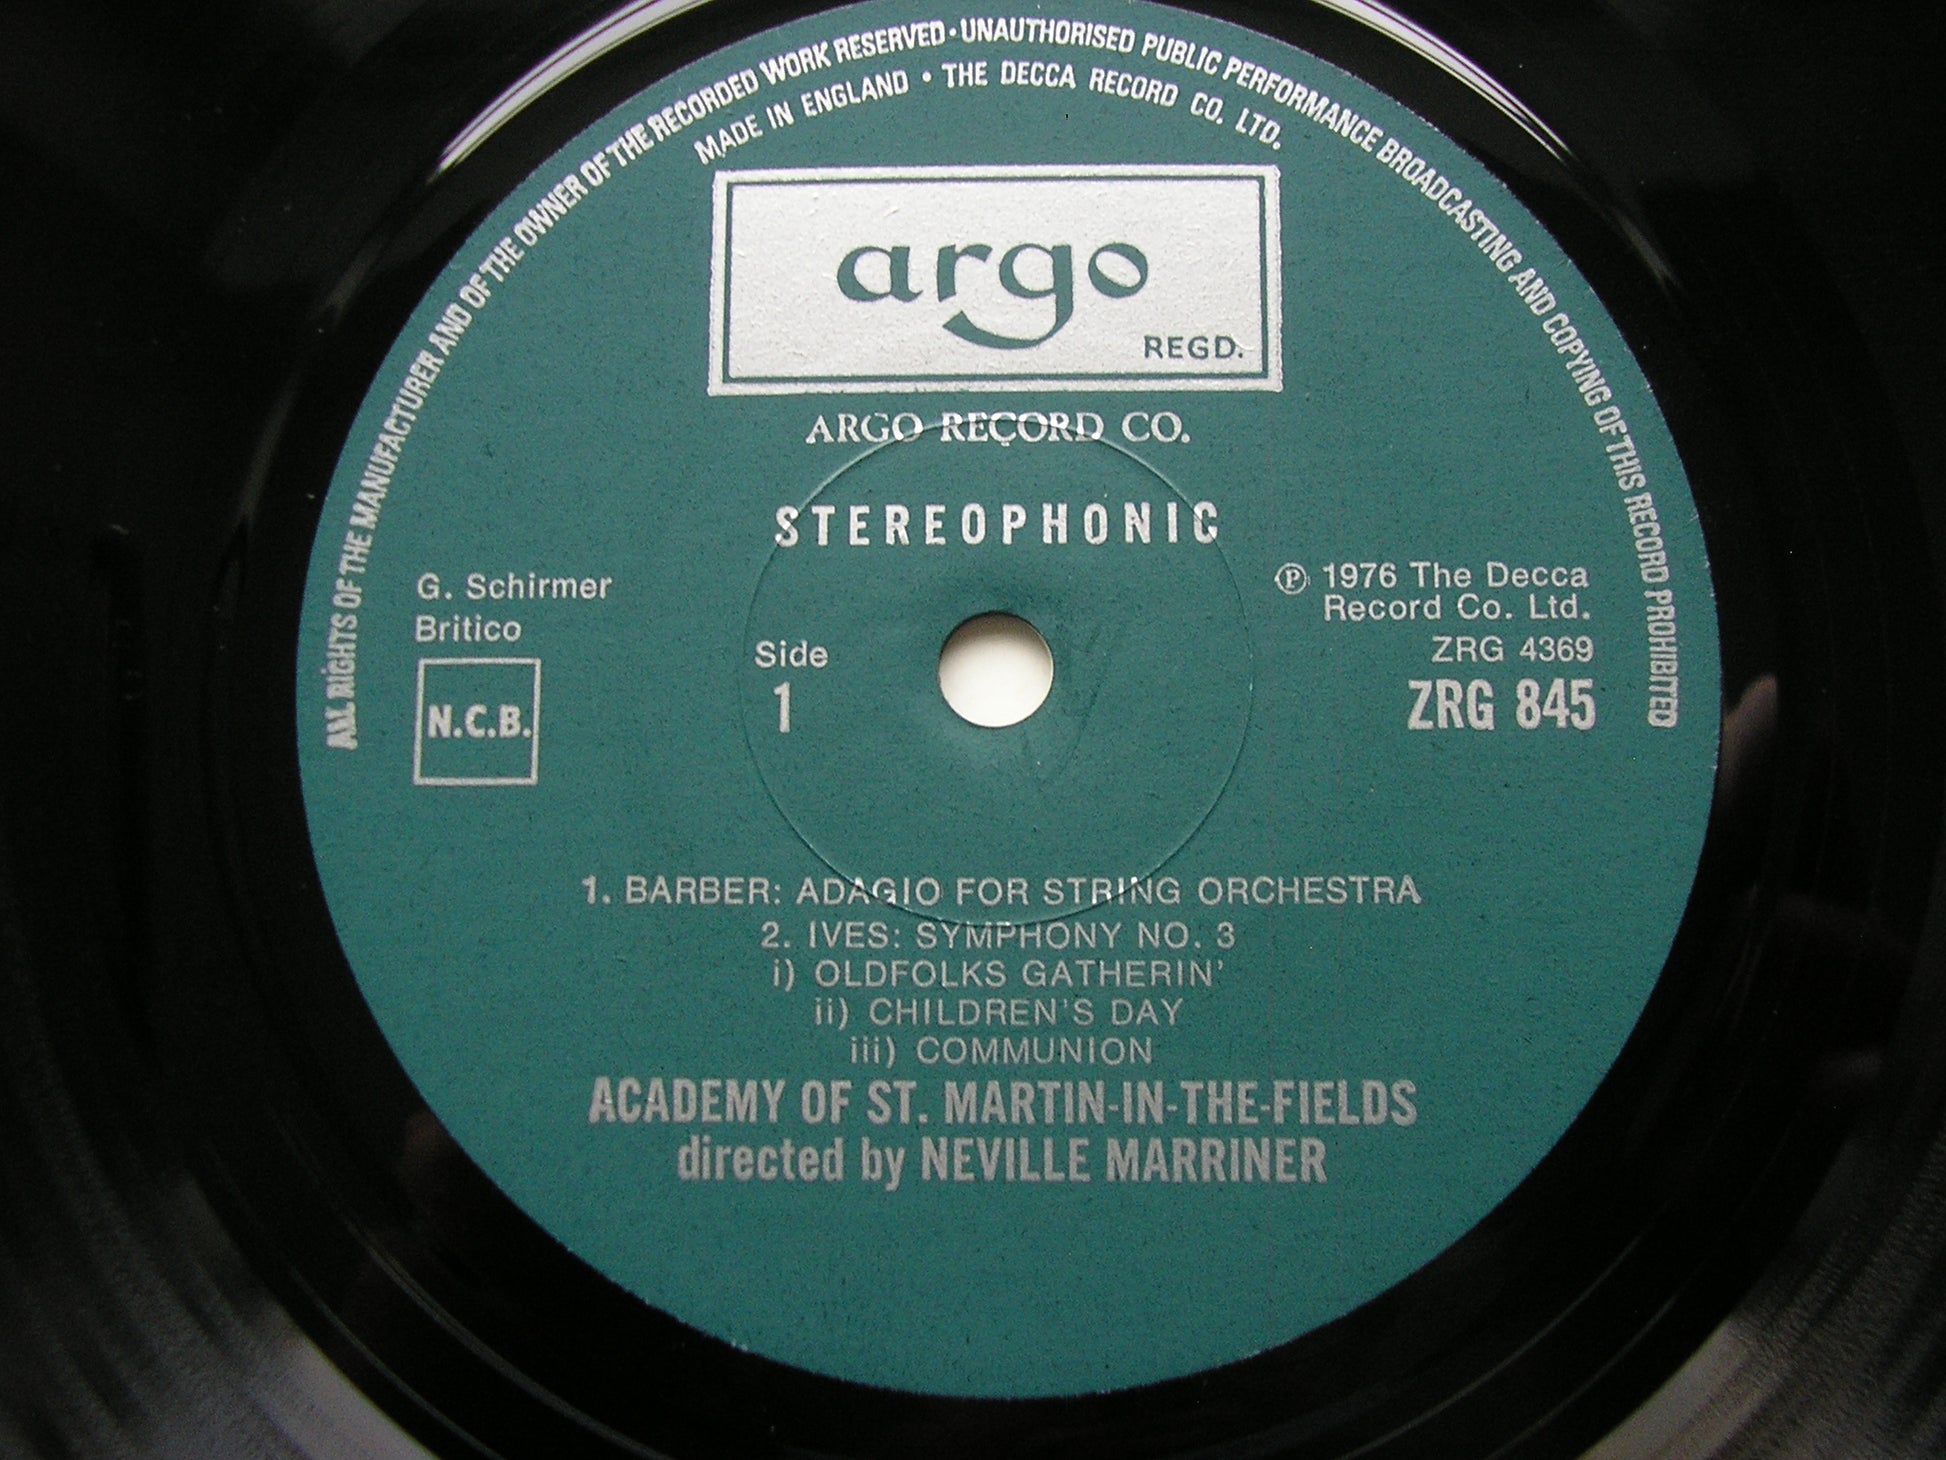 ALL RIGHTS OF THE MANUFACTURER AND OF THE OWNER OF THE RECORDED WORK RESERVED · UNAUTHORISED PUBLIC PERFORMANCE BROADCASTING AND COPYING OF THIS RECORD PROHIBITED
MADE IN ENGLAND · THE DECCA RECORD CO. LTD.
argo
REGD.
ARGO RECORD CO.
STEREOPHONIC
G. Schirmer
Britico
N.C.B.
Side
1
℗ 1976 The Decca
Record Co. Ltd.
ZRG 4369
ZRG 845
1. BARBER: ADAGIO FOR STRING ORCHESTRA
2. IVES: SYMPHONY NO. 3
i) OLDFOLKS GATHERIN'
ii) CHILDREN'S DAY
iii) COMMUNION
ACADEMY OF ST. MARTIN-IN-THE-FIELDS
directed by NEVILLE MARRINER